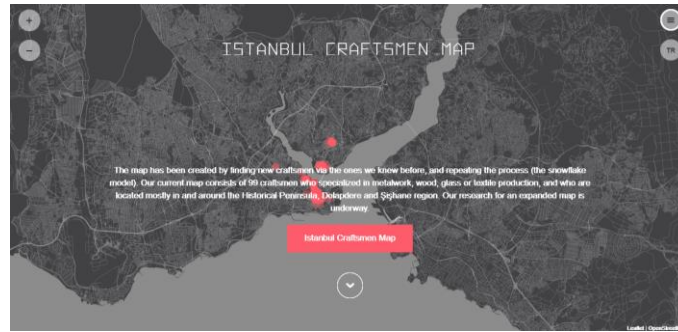 +
−
TR
ISTANBUL CRAFTSMEN MAP
The map has been created by finding new craftsmen via the ones we knew before, and repeating the process (the snowflake
model). Our current map consists of 99 craftsmen who specialized in metalwork, wood, glass or textile production, and who are
located mostly in and around the Historical Peninsula, Dolapdere and Şişhane region. Our research for an expanded map is
underway.
Istanbul Craftsmen Map
Leaflet | OpenStreet